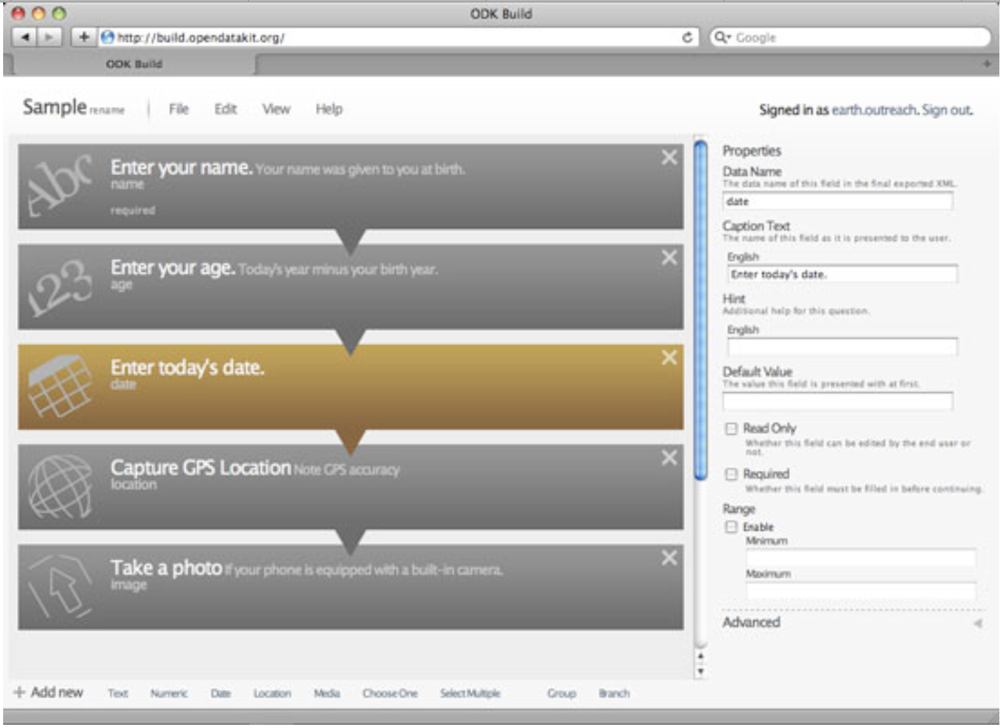 ODK Build
http://build.opendatakit.org/
Google
ODK Build
Sample rename
File Edit View Help
Signed in as earth.outreach. Sign out.
Abc
Enter your name. Your name was given to you at birth.
name
required
123
Enter your age. Today's year minus your birth year.
age
Enter today's date.
date
Capture GPS Location Note GPS accuracy
location
Take a photo If your phone is equipped with a built-in camera.
image
+ Add new Text Numeric Date Location Media Choose One Select Multiple Group Branch
Properties
Data Name
The data name of this field in the final exported XML.
date
Caption Text
The name of this field as it is presented to the user.
English
Enter today's date.
Hint
Additional help for this question.
English
Default Value
The value this field is presented with at first.
Read Only
Whether this field can be edited by the end user or
not.
Required
Whether this field must be filled in before continuing.
Range
Enable
Minimum
Maximum
Advanced